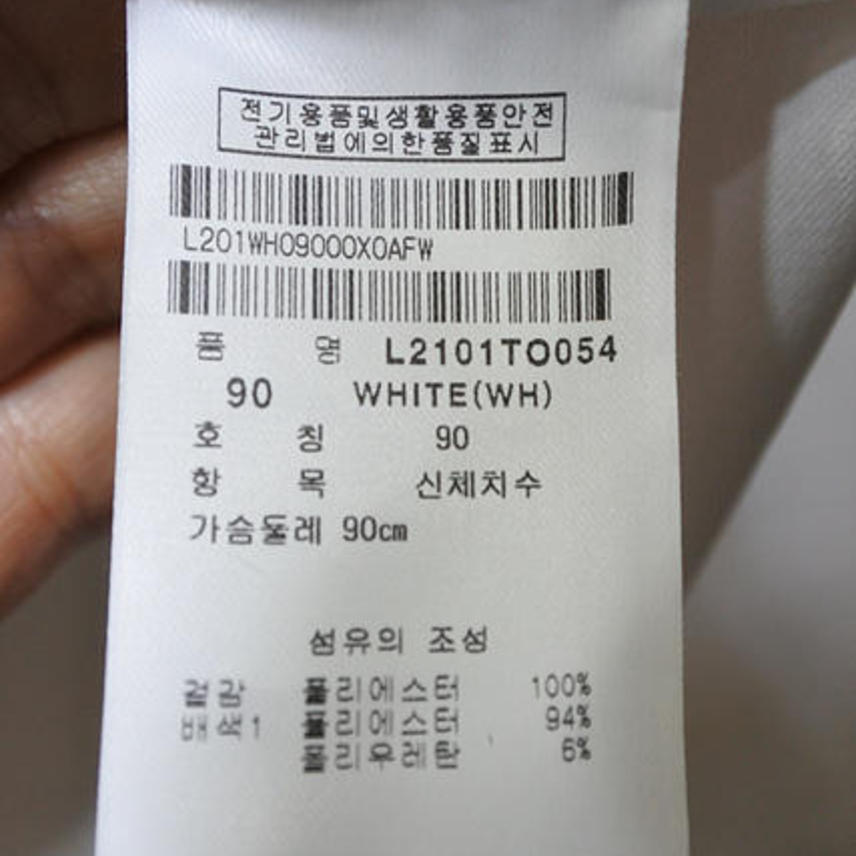 전기용품및생활용품안전
관리법에의한품질표시
L201WH09000X0AFW
품 명 L2101TO054
90 WHITE(WH)
호 칭 90
항 목 신체치수
가슴둘레 90cm
섬유의 조성
겉감 폴리에스터 100%
배색1 폴리에스터 94%
폴리우레탄 6%